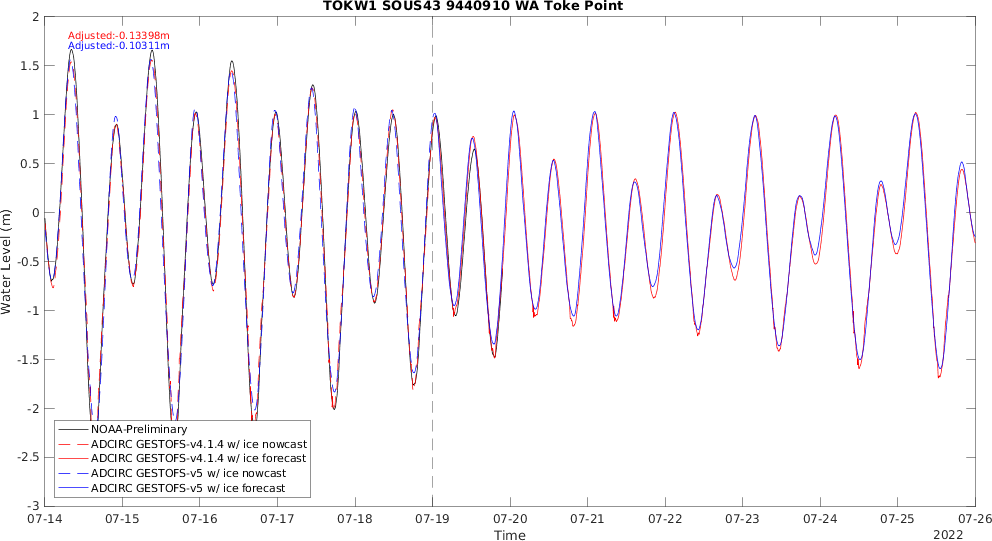 TOKW1 SOUS43 9440910 WA Toke Point
Adjusted:-0.13398m
Adjusted:-0.10311m
2
1.5
1
0.5
0
-0.5
-1
-1.5
-2
-2.5
-3
Water Level (m)
NOAA-Preliminary
ADCIRC GESTOFS-v4.1.4 w/ ice nowcast
ADCIRC GESTOFS-v4.1.4 w/ ice forecast
ADCIRC GESTOFS-v5 w/ ice nowcast
ADCIRC GESTOFS-v5 w/ ice forecast
07-14 07-15 07-16 07-17 07-18 07-19 07-20 07-21 07-22 07-23 07-24 07-25 07-26
Time
2022